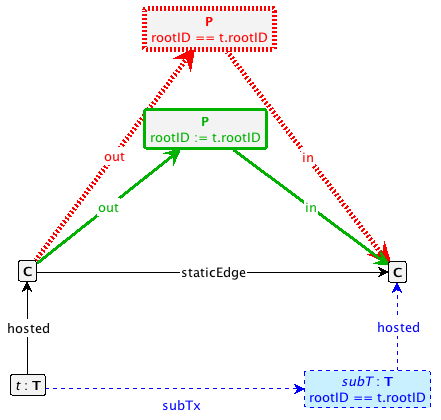 P
rootID == t.rootID
P
rootID := t.rootID
out
in
out
in
C
staticEdge
C
hosted
hosted
t : T
subT : T
rootID == t.rootID
subTx